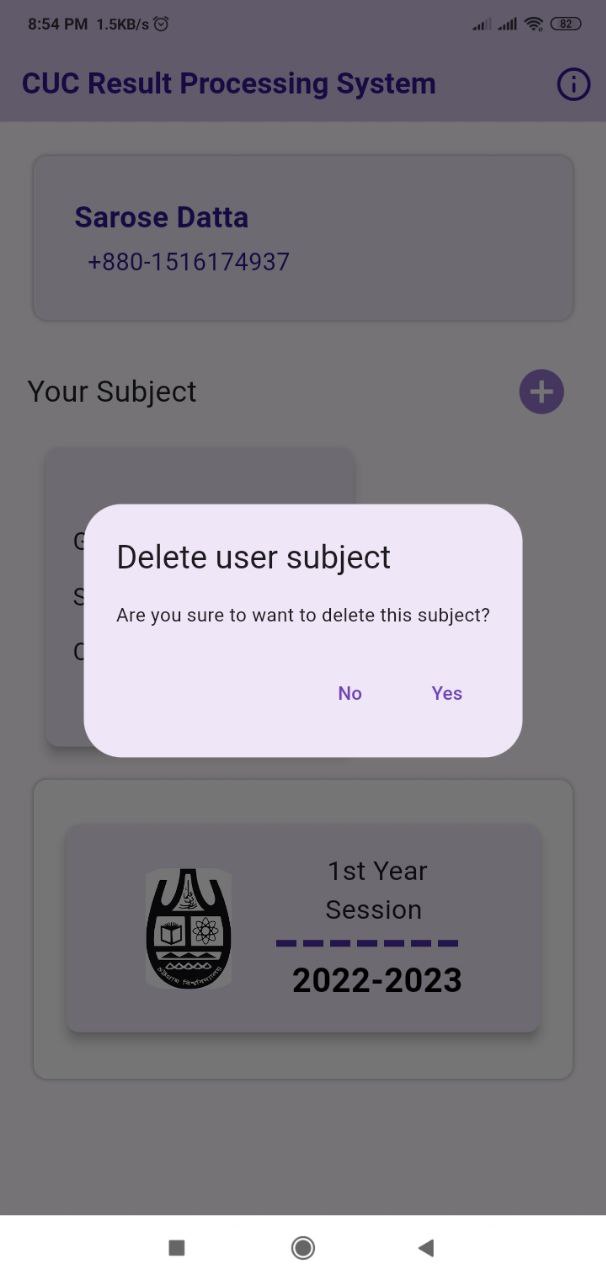 8:54 PM 1.5KB/s 82
CUC Result Processing System
Sarose Datta
+880-1516174937
Your Subject
G
S
C
Delete user subject
Are you sure to want to delete this subject?
No Yes
1st Year
Session
2022-2023